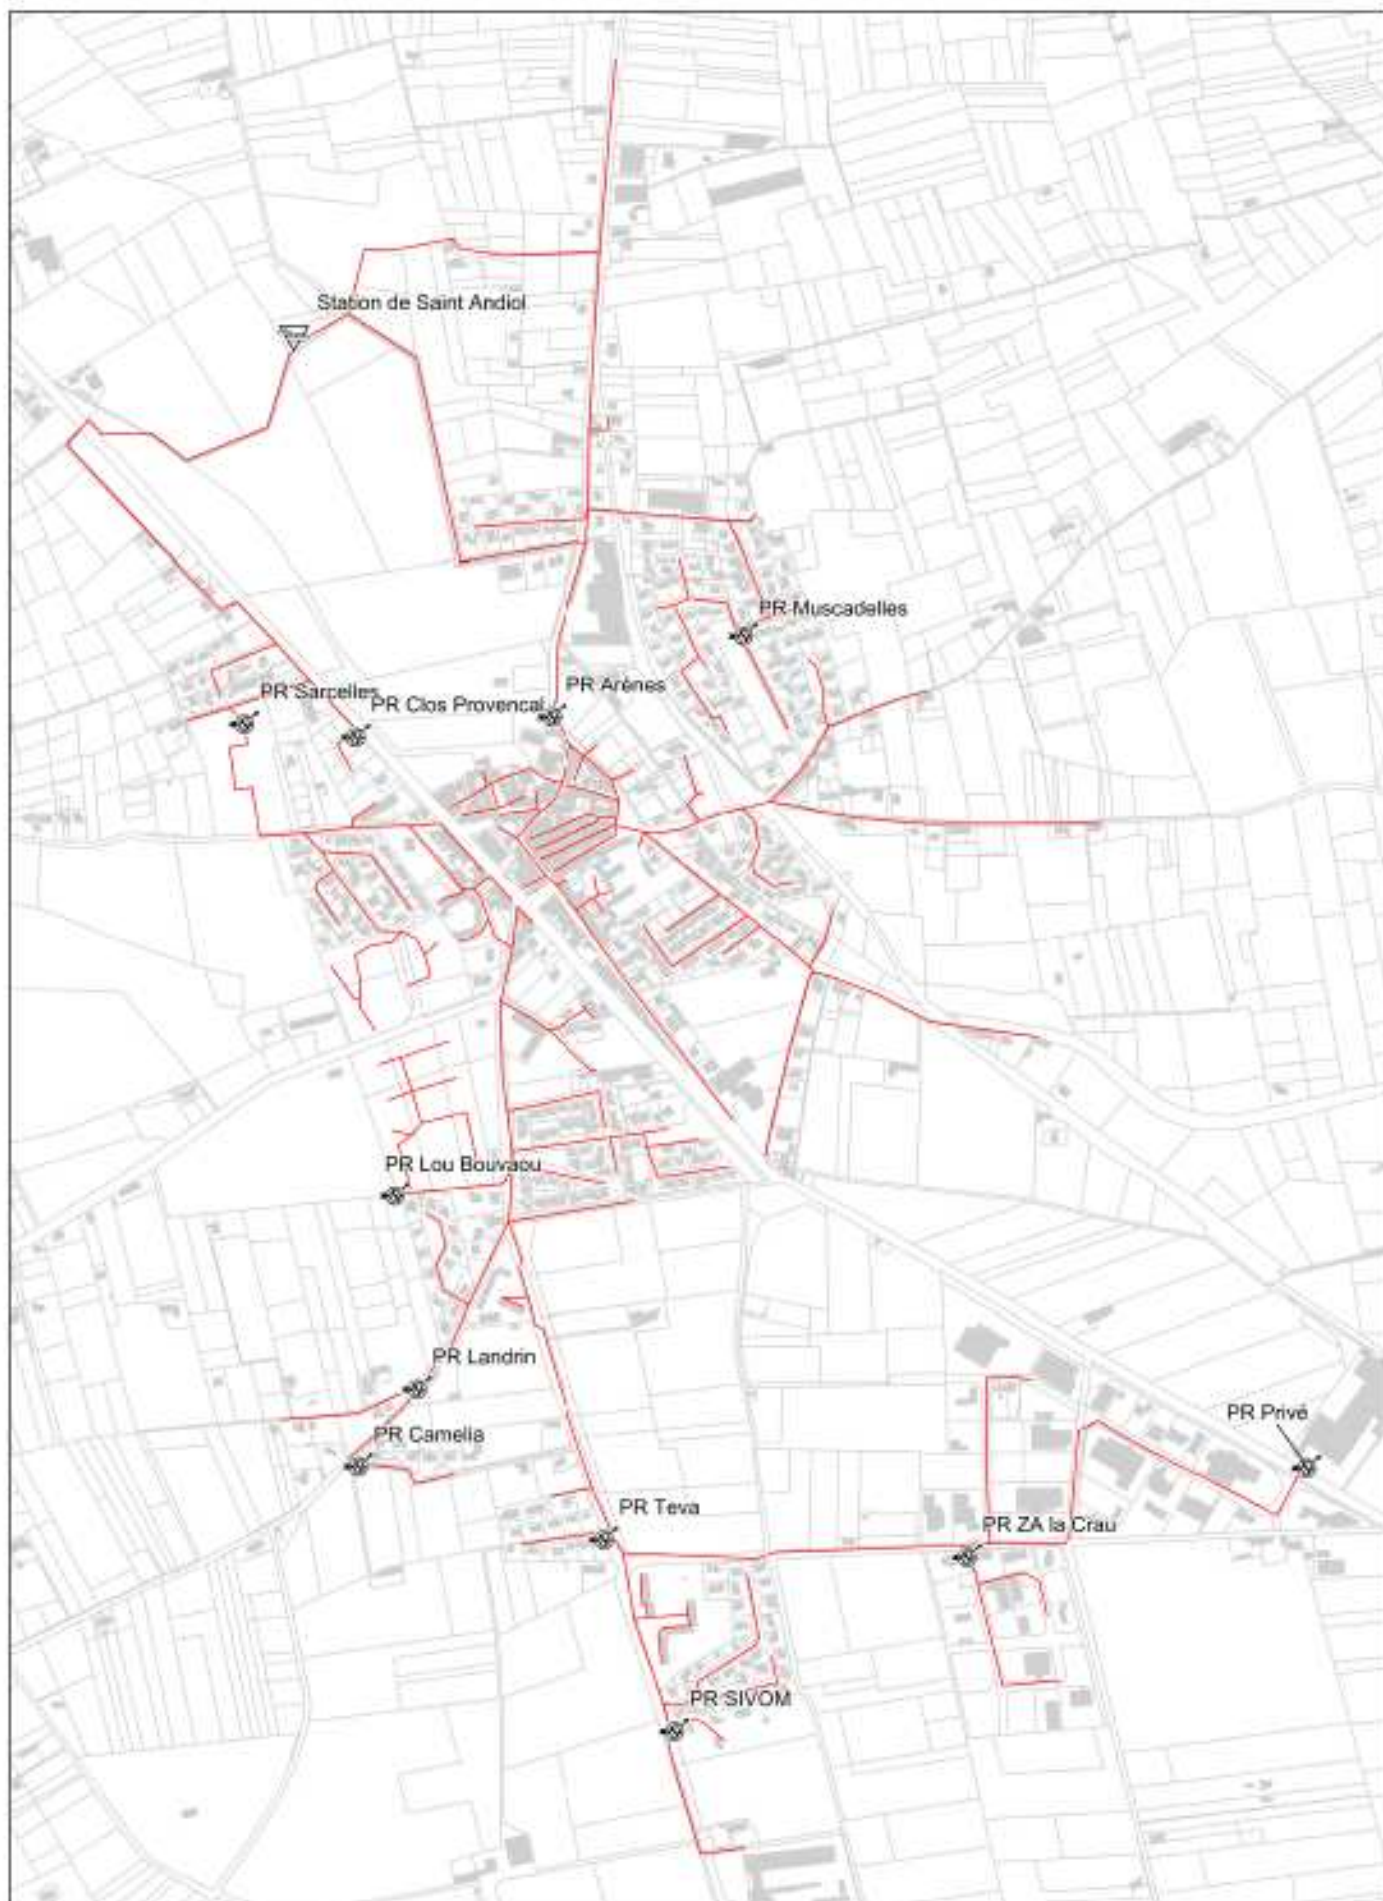 Station de Saint Andiol
PR Muscadelles
PR Sarcelles
PR Clos Provencal
PR Arènes
PR Lou Bouvaou
PR Landrin
PR Camelia
PR Privé
PR Teva
PR ZA la Crau
PR SIVOM